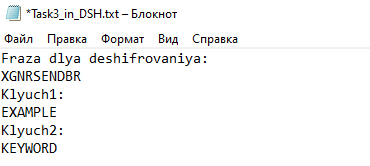 *Task3_in_DSH.txt – Блокнот
Файл Правка Формат Вид Справка
Fraza dlya deshifrovaniya:
XGNRSENDBR
Klyuch1:
EXAMPLE
Klyuch2:
KEYWORD